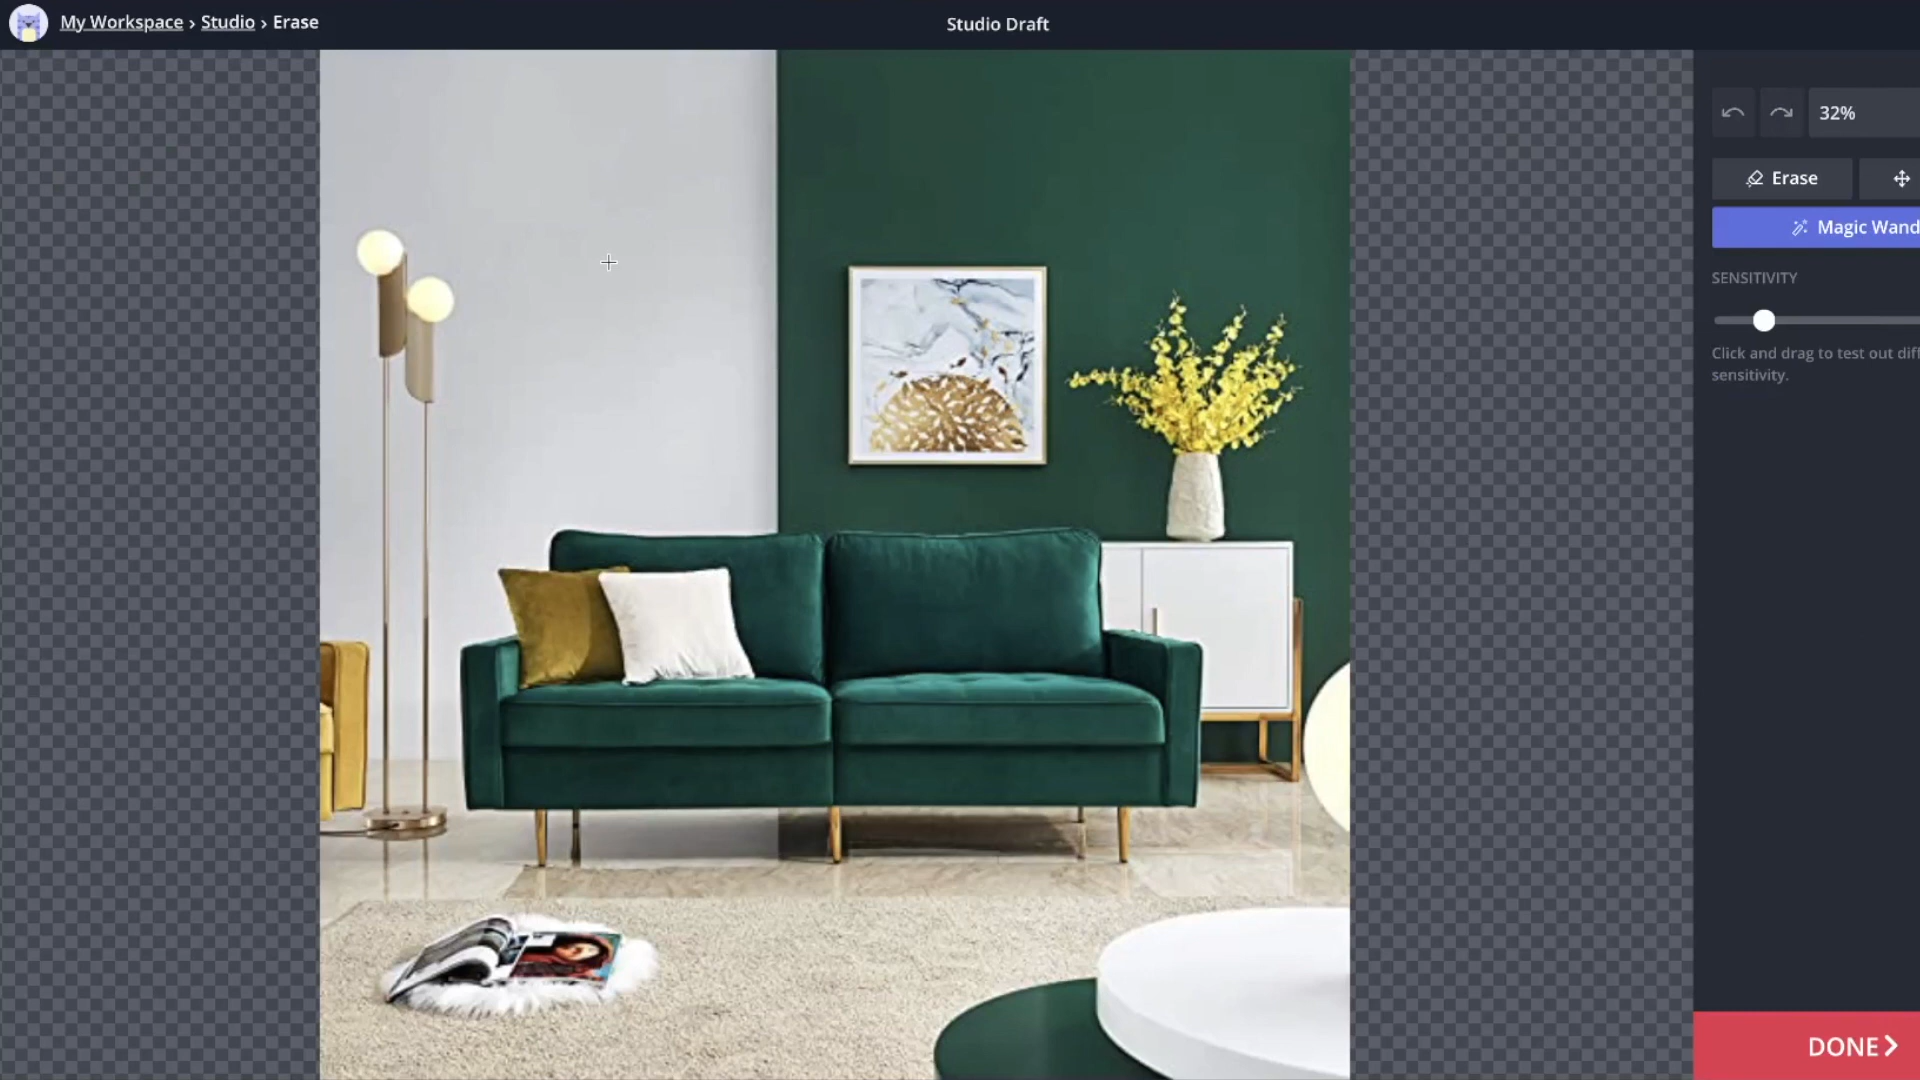 My Workspace › Studio › Erase
Studio Draft
32%
Erase
Magic Wand
SENSITIVITY
Click and drag to test out
sensitivity.
DONE